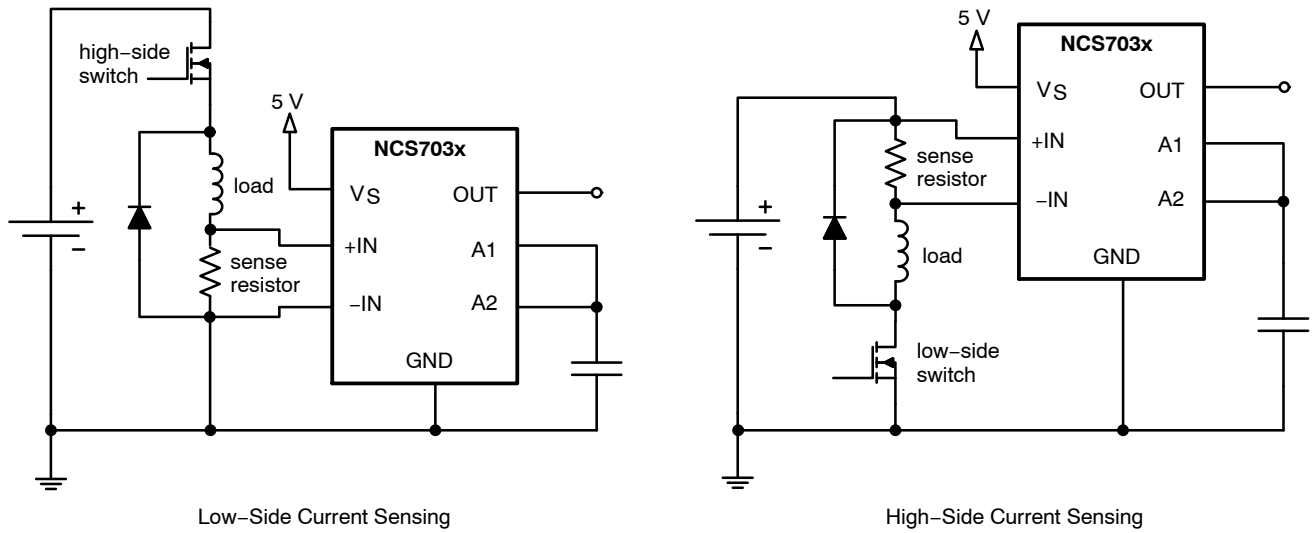 high−side
switch
5 V
NCS703x
VS
OUT
load
+
−
+IN
A1
sense
resistor
−IN
A2
GND
Low−Side Current Sensing
5 V
NCS703x
VS
OUT
+IN
A1
sense
resistor
−IN
A2
+
−
load
GND
low−side
switch
High−Side Current Sensing